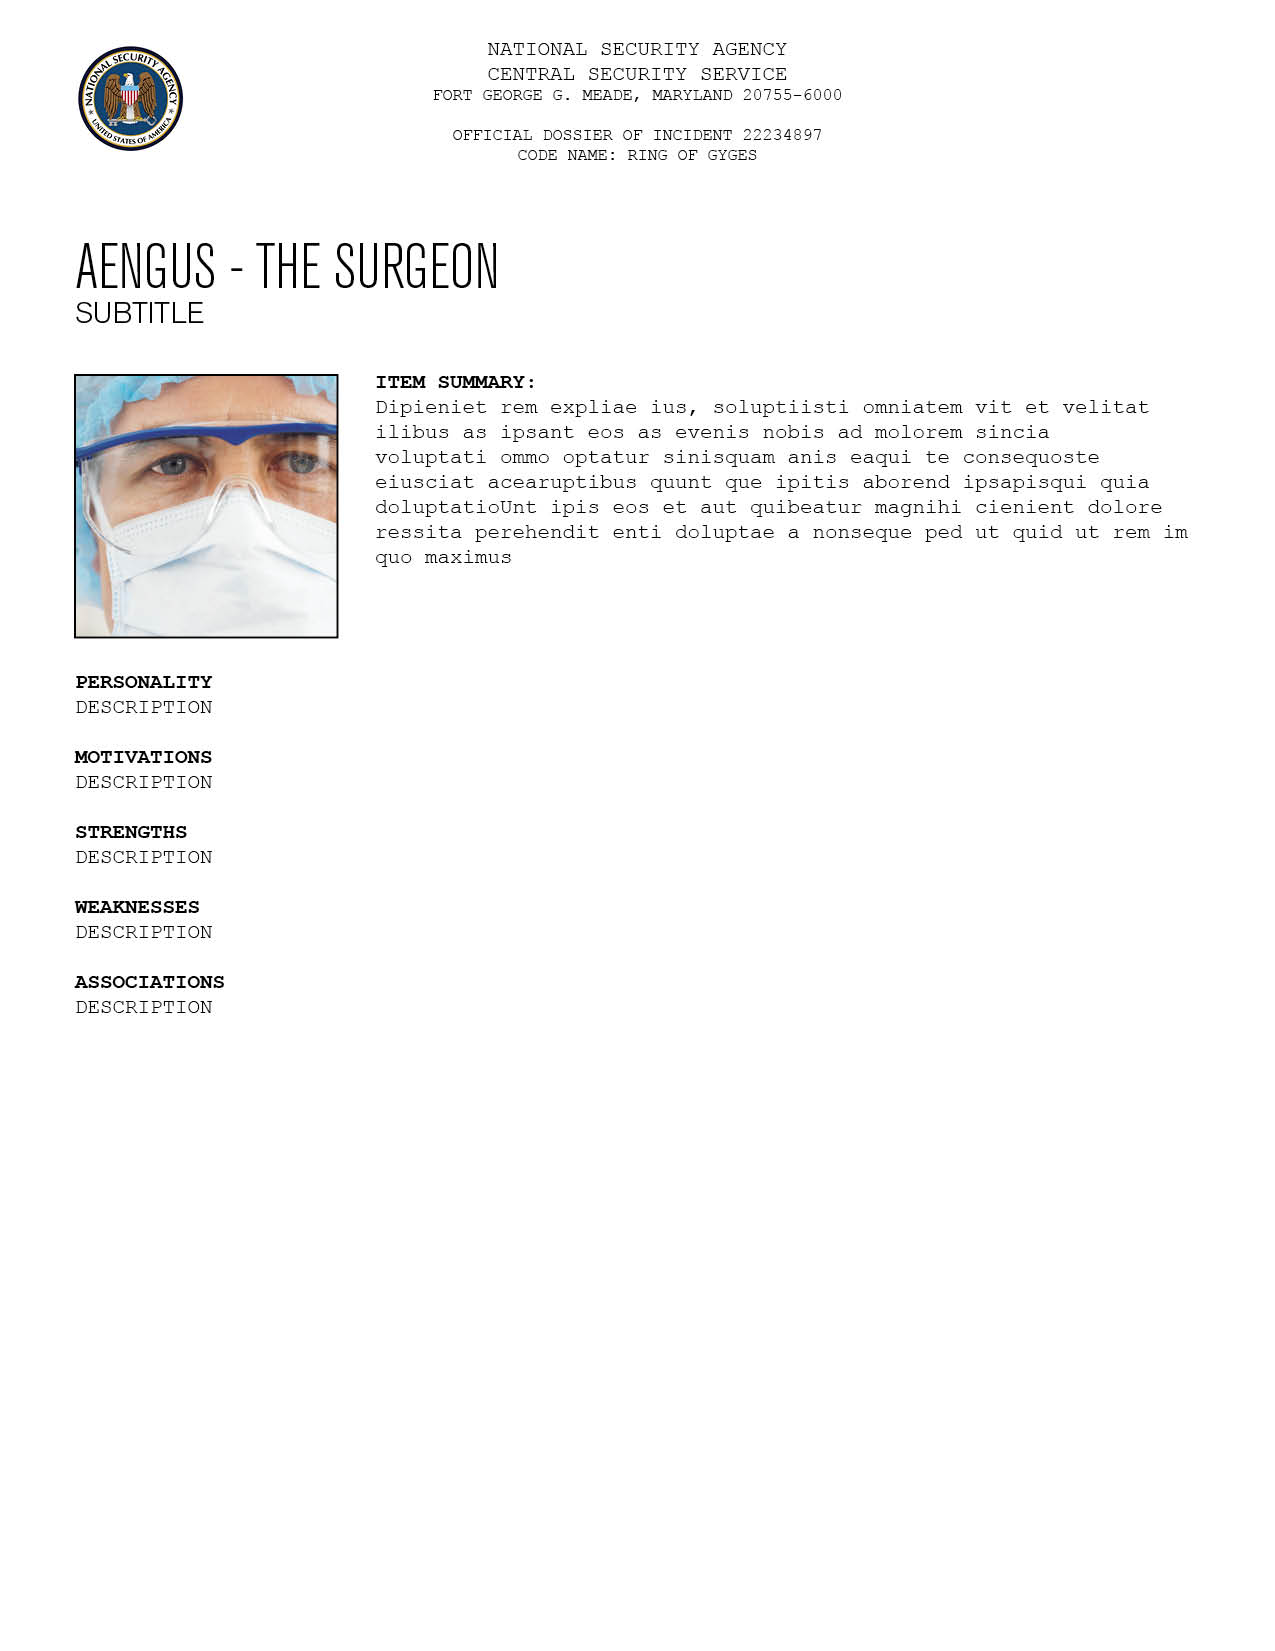 NATIONAL SECURITY AGENCY
CENTRAL SECURITY SERVICE
FORT GEORGE G. MEADE, MARYLAND 20755-6000
OFFICIAL DOSSIER OF INCIDENT 22234897
CODE NAME: RING OF GYGES
NATIONAL SECURITY AGENCY
UNITED STATES OF AMERICA
AENGUS - THE SURGEON
SUBTITLE
ITEM SUMMARY:
Dipieniet rem expliae ius, soluptiisti omniatem vit et velitat
ilibus as ipsant eos as evenis nobis ad molorem sincia
voluptati ommo optatur sinisquam anis eaqui te consequoste
eiusciat acearuptibus quunt que ipitis aborend ipsapisqui quia
doluptatioUnt ipis eos et aut quibeatur magnihi cienient dolore
ressita perehendit enti doluptae a nonseque ped ut quid ut rem im
quo maximus
PERSONALITY
DESCRIPTION
MOTIVATIONS
DESCRIPTION
STRENGTHS
DESCRIPTION
WEAKNESSES
DESCRIPTION
ASSOCIATIONS
DESCRIPTION